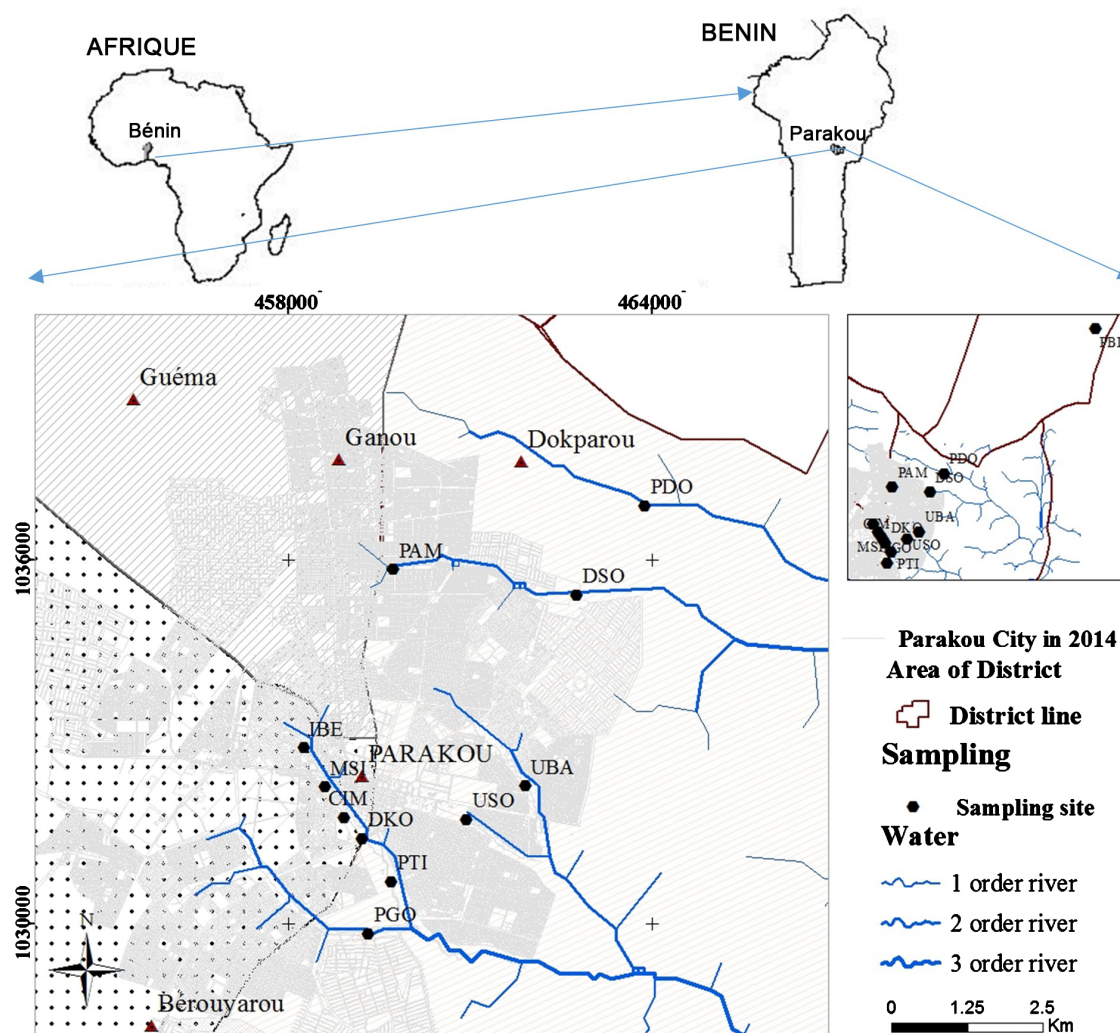 AFRIQUE
Bénin
BENIN
Parakou
458000
464000
1036000
1030000
Guéma
Ganou
Dokparou
PDO
PAM
DSO
IBE
PARAKOU
MSI
UBA
CIM
USO
DKO
PTI
PGO
N
Bérouyarou
PDO
PAM
DSO
UBA
DKO
USO
PTI
Parakou City in 2014
Area of District
District line
Sampling
Sampling site
Water
1 order river
2 order river
3 order river
0 1.25 2.5
Km